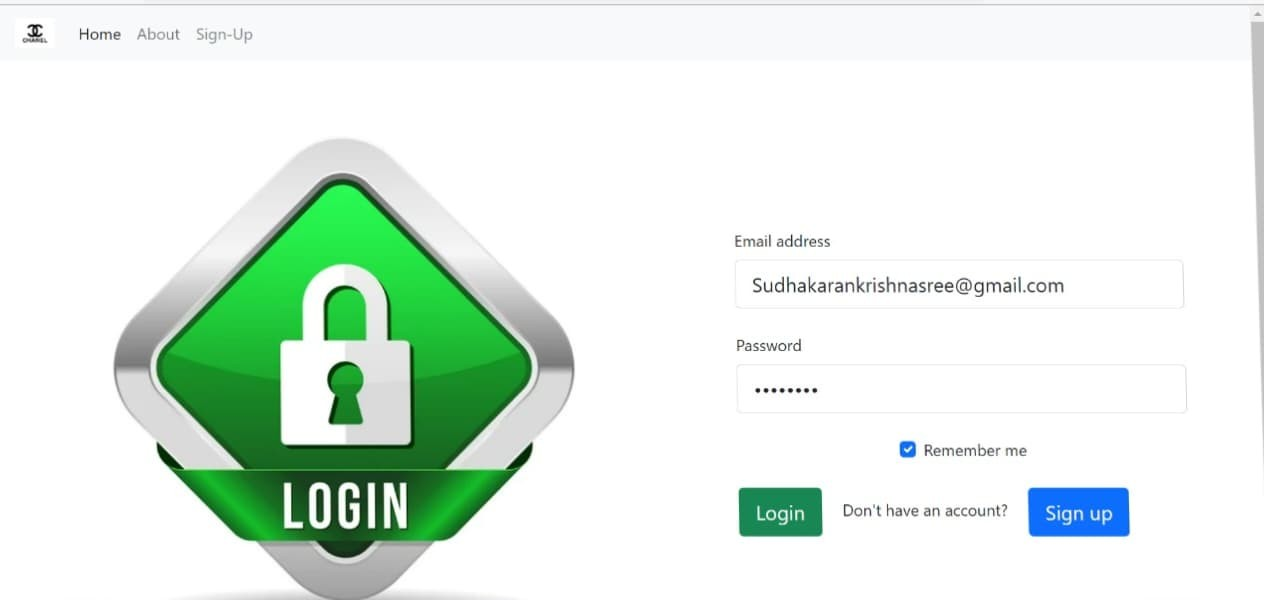 CHANEL
Home About Sign-Up
Email address
Sudhakarankrishnasree@gmail.com
Password
••••••••
Remember me
LOGIN
Login Don't have an account? Sign up